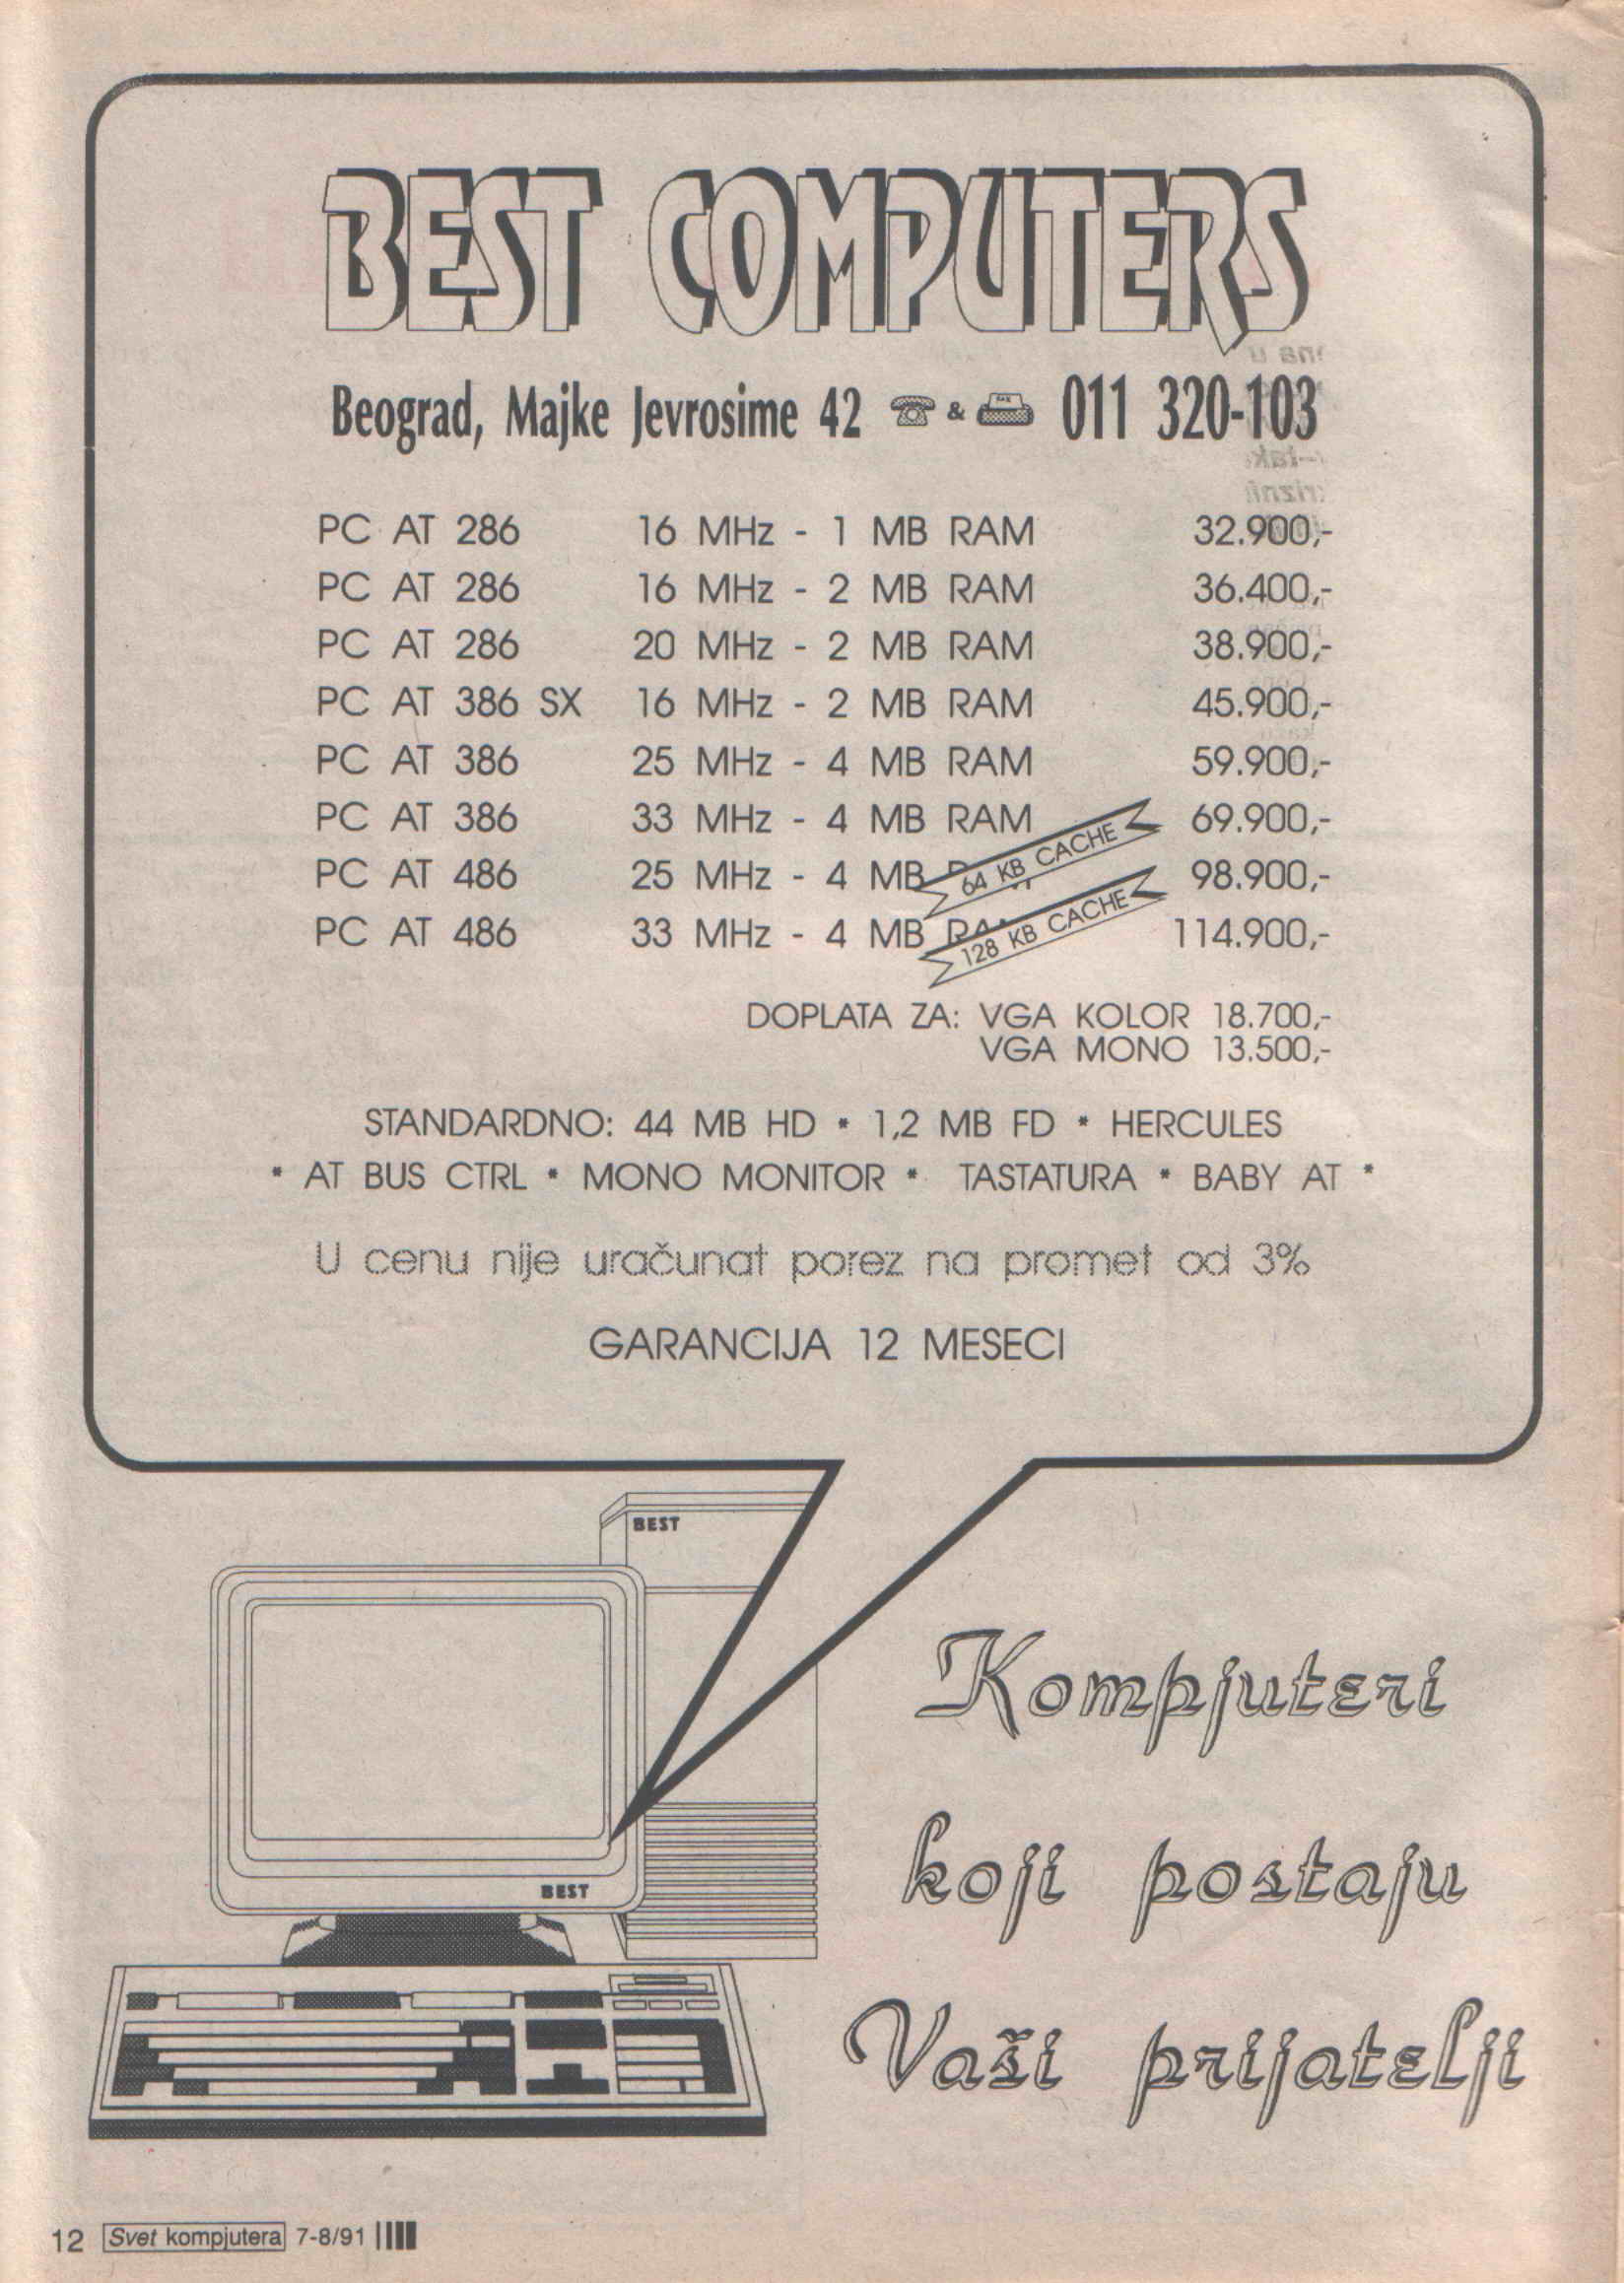 BEST COMPUTERS
Beograd, Majke Jevrosime 42 & FAX 011 320-103
PC AT 286 16 MHz - 1 MB RAM 32.900,-
PC AT 286 16 MHz - 2 MB RAM 36.400,-
PC AT 286 20 MHz - 2 MB RAM 38.900,-
PC AT 386 SX 16 MHz - 2 MB RAM 45.900,-
PC AT 386 25 MHz - 4 MB RAM 59.900,-
PC AT 386 33 MHz - 4 MB RAM 69.900,-
64 KB CACHE
PC AT 486 25 MHz - 4 MB 98.900,-
128 KB CACHE
PC AT 486 33 MHz - 4 MB RAM 114.900,-
DOPLATA ZA: VGA KOLOR 18.700,-
VGA MONO 13.500,-
STANDARDNO: 44 MB HD * 1,2 MB FD * HERCULES
* AT BUS CTRL * MONO MONITOR * TASTATURA * BABY AT *
U cenu nije uračunat porez na promet od 3%
GARANCIJA 12 MESECI
BEST
BEST
Kompjuteri
koji postaju
Vaši prijatelji
12 Svet kompjutera 7-8/91